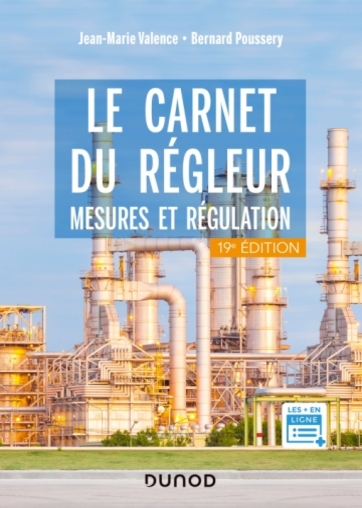 Jean-Marie Valence • Bernard Poussery
LE CARNET
DU RÉGLEUR
MESURES ET RÉGULATION
19e ÉDITION
LES + EN
LIGNE
DUNOD